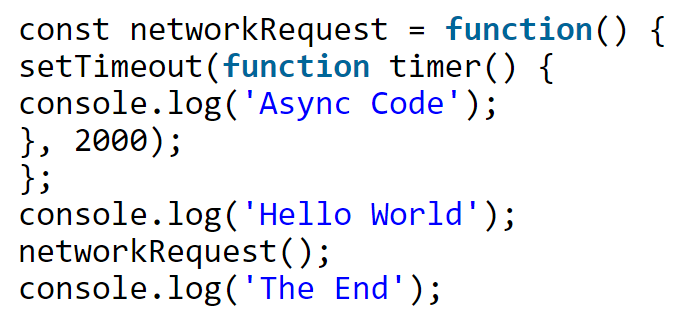 const networkRequest = function() {
setTimeout(function timer() {
console.log('Async Code');
}, 2000);
};
console.log('Hello World');
networkRequest();
console.log('The End');